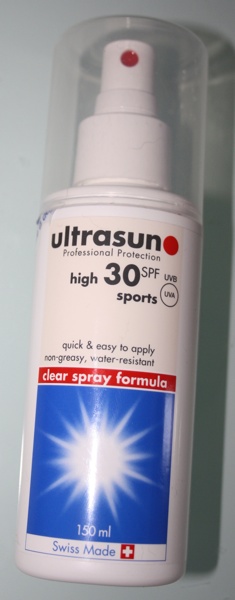 ultrasun
Professional Protection
high 30 SPF UVB
sports UVA
quick & easy to apply
non-greasy, water-resistant
clear spray formula
150 ml
Swiss Made